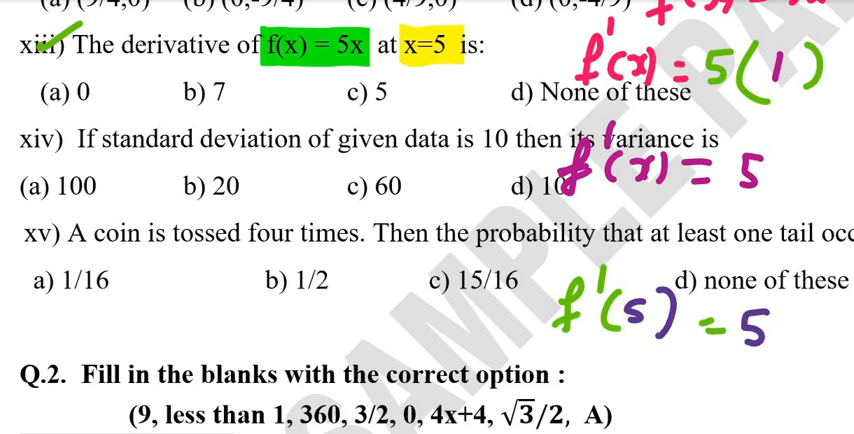 xiii) The derivative of f(x) = 5x at x=5 is:
f'(x) = 5(1)
(a) 0 b) 7 c) 5 d) None of these
xiv) If standard deviation of given data is 10 then its variance is
f'(x) = 5
(a) 100 b) 20 c) 60 d) 10
xv) A coin is tossed four times. Then the probability that at least one tail occ
a) 1/16 b) 1/2 c) 15/16 d) none of these
f'(5) = 5
Q.2. Fill in the blanks with the correct option :
(9, less than 1, 360, 3/2, 0, 4x+4, √3/2, A)
SAMPLE PA